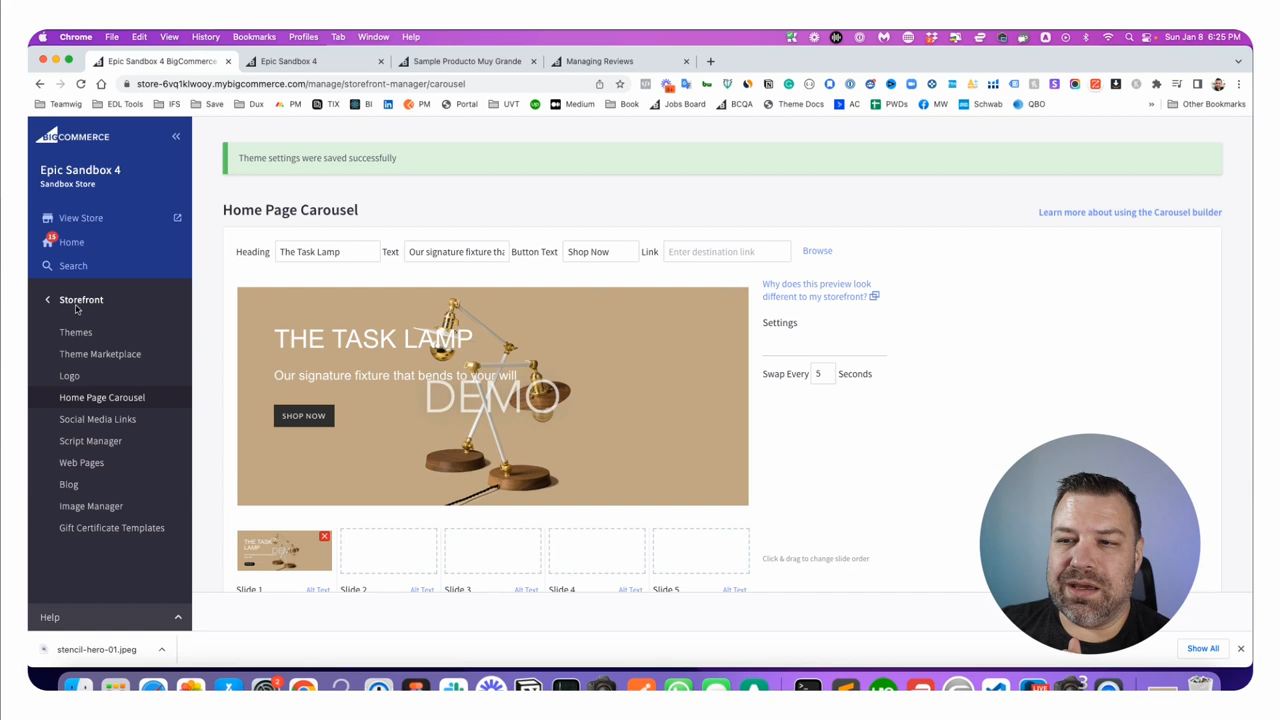 Chrome File Edit View History Bookmarks Profiles Tab Window Help Sun Jan 8 6:25 PM
Epic Sandbox 4 BigCommerce Epic Sandbox 4 Sample Producto Muy Grande Managing Reviews
store-6vq1klwooy.mybigcommerce.com/manage/storefront-manager/carousel
Teamwig EDL Tools IFS Save Dux PM TIX BI PM Portal UVT Medium Book Jobs Board BCQA Theme Docs AC PWDs MW Schwab QBO Other Bookmarks
BIGCOMMERCE
Epic Sandbox 4
Sandbox Store
View Store
15
Home
Search
Storefront
Themes
Theme Marketplace
Logo
Home Page Carousel
Social Media Links
Script Manager
Web Pages
Blog
Image Manager
Gift Certificate Templates
Help
Theme settings were saved successfully
Home Page Carousel
Learn more about using the Carousel builder
Heading The Task Lamp Text Our signature fixture tha Button Text Shop Now Link Enter destination link Browse
THE TASK LAMP
Our signature fixture that bends to your will
DEMO
SHOP NOW
Why does this preview look
different to my storefront?
Settings
Swap Every 5 Seconds
Click & drag to change slide order
Slide 1 Alt Text Slide 2 Alt Text Slide 3 Alt Text Slide 4 Alt Text Slide 5 Alt Text
stencil-hero-01.jpeg
Show All